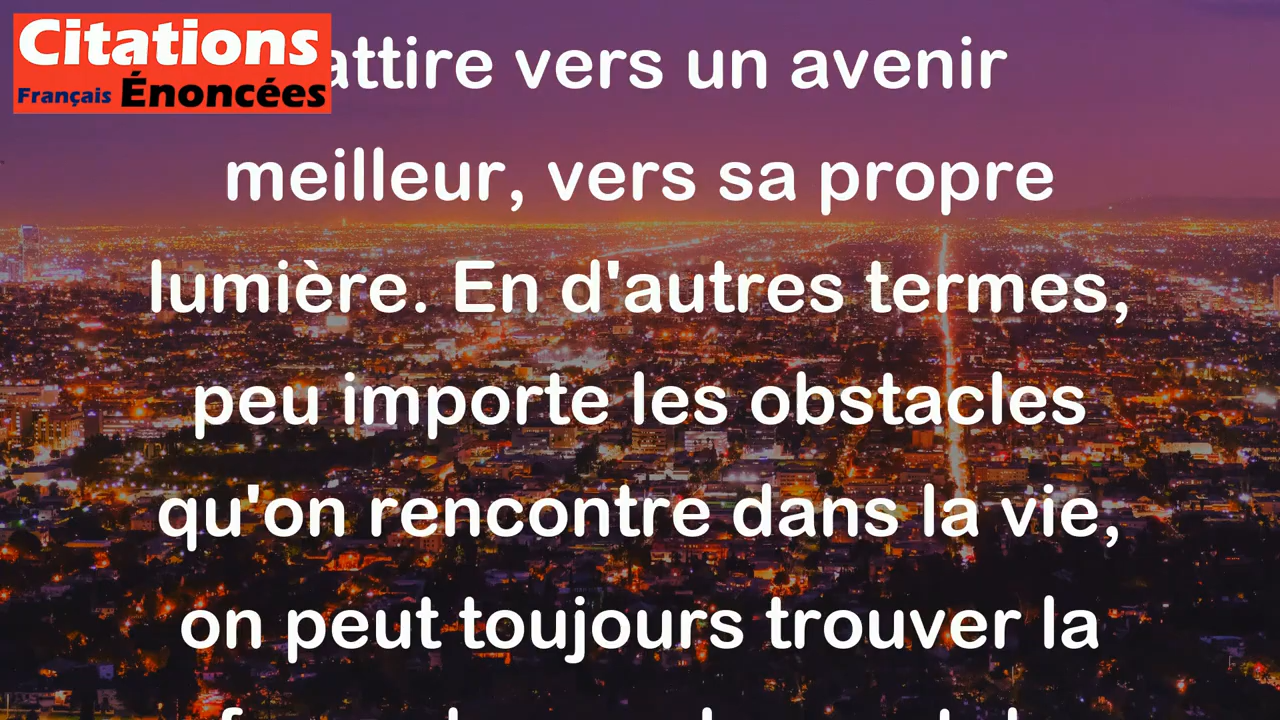 Citations
Français Énoncées
attire vers un avenir
meilleur, vers sa propre
lumière. En d'autres termes,
peu importe les obstacles
qu'on rencontre dans la vie,
on peut toujours trouver la